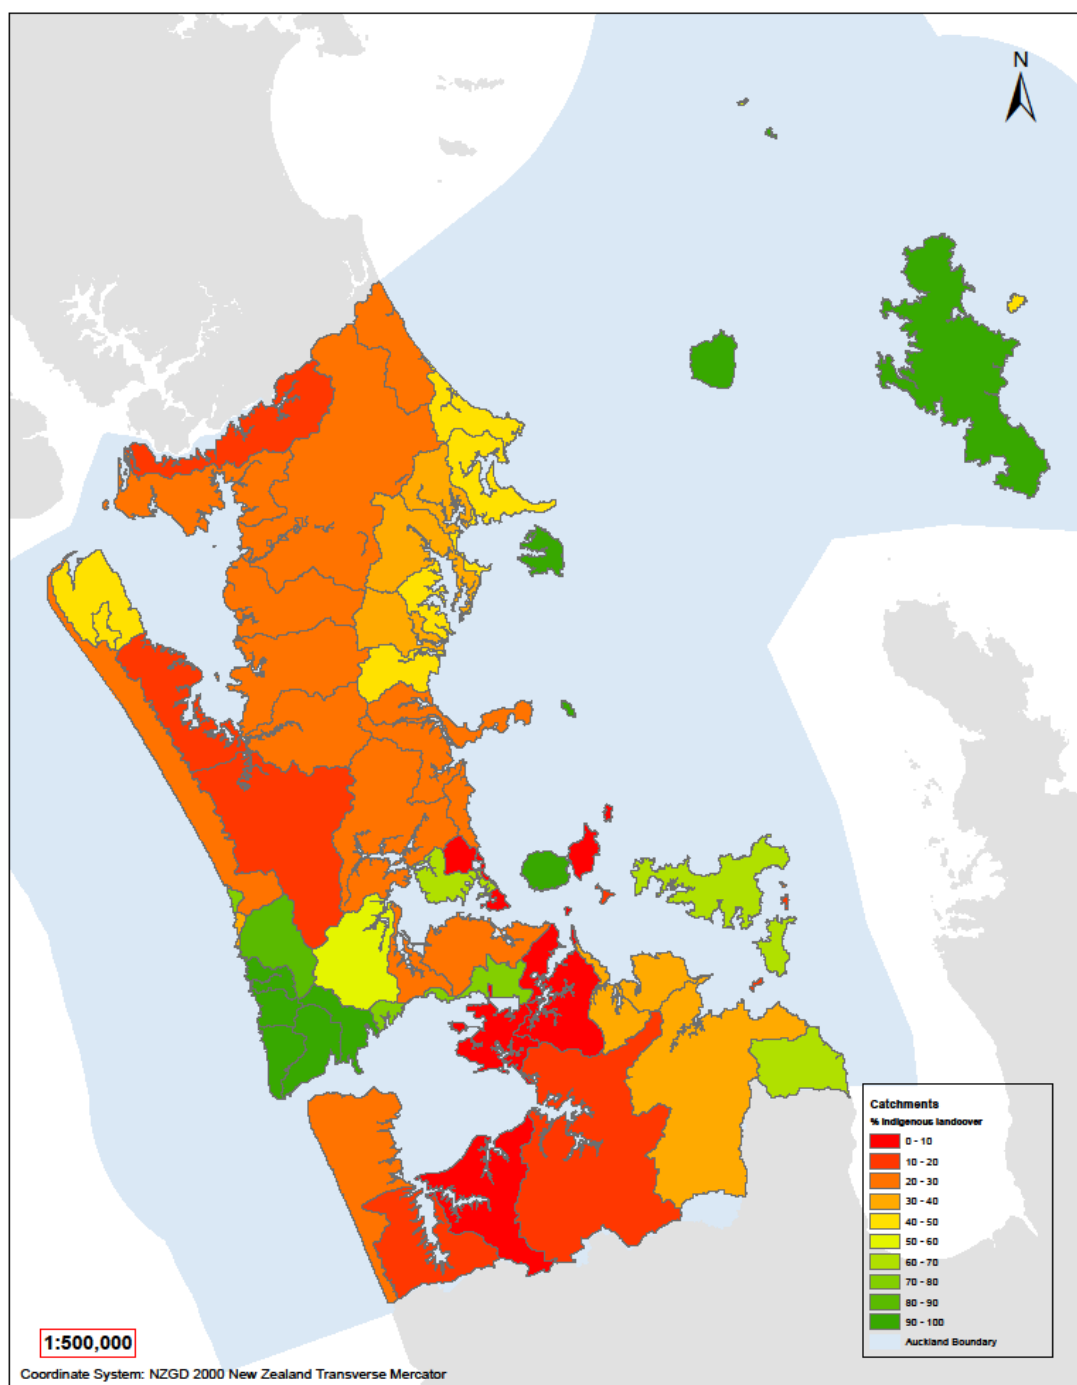 N
Catchments
% Indigenous landcover
0 - 10
10 - 20
20 - 30
30 - 40
40 - 50
50 - 60
60 - 70
70 - 80
80 - 90
90 - 100
Auckland Boundary
1:500,000
Coordinate System: NZGD 2000 New Zealand Transverse Mercator